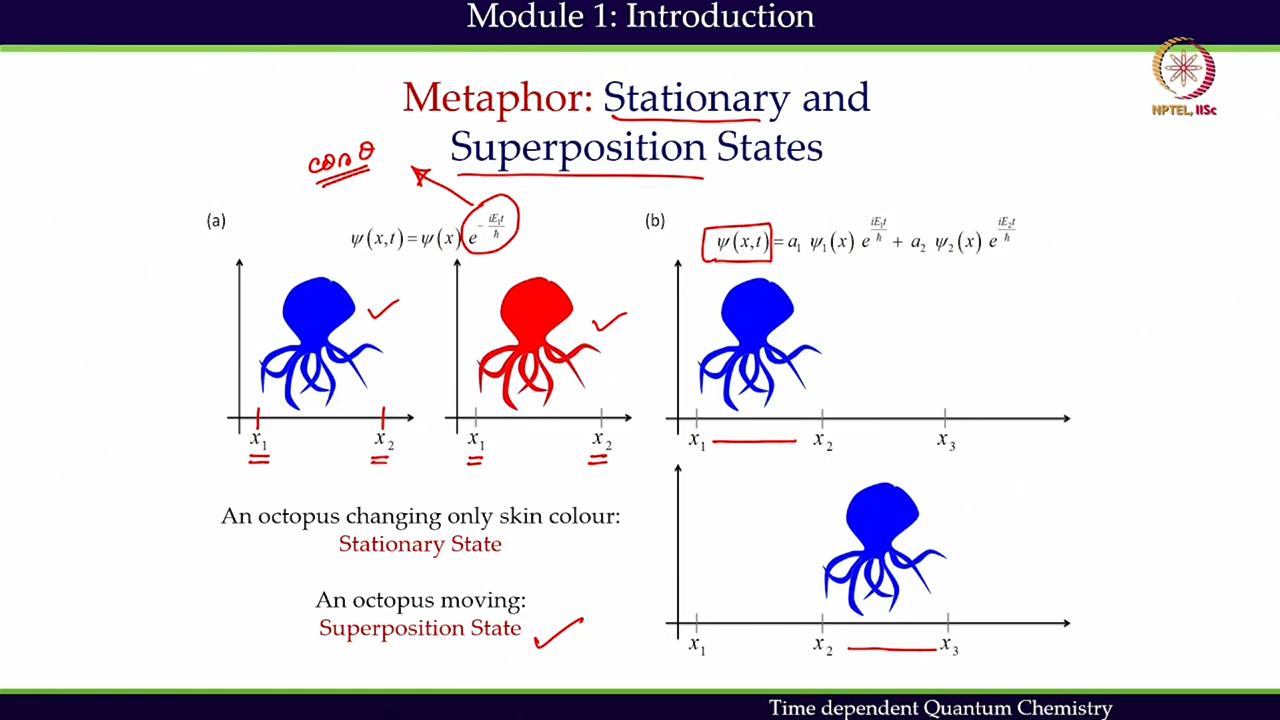 Module 1: Introduction
NPTEL, IISc
Metaphor: Stationary and
Superposition States
cos θ
(a)
ψ(x,t) = ψ(x) e^{-iE₁t/ħ}
(b)
ψ(x,t) = a₁ ψ₁(x) e^{iE₁t/ħ} + a₂ ψ₂(x) e^{iE₂t/ħ}
x₁ x₂
x₁ x₂
x₁ x₂ x₃
An octopus changing only skin colour:
Stationary State
An octopus moving:
Superposition State
x₁ x₂ x₃
Time dependent Quantum Chemistry